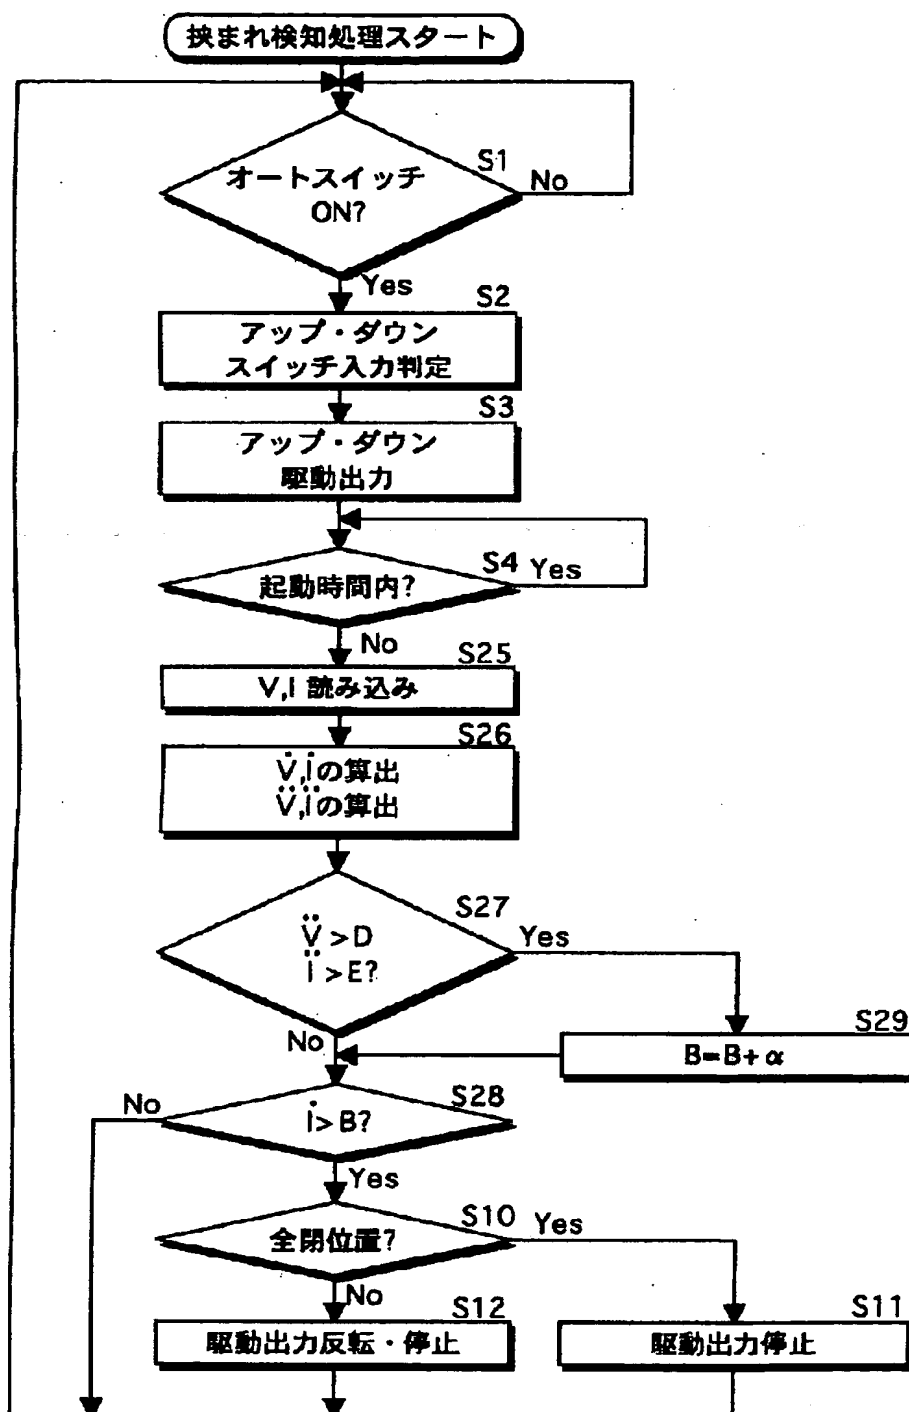 挟まれ検知処理スタート
S1
オートスイッチ
ON?
No
Yes
S2
アップ・ダウン
スイッチ入力判定
S3
アップ・ダウン
駆動出力
S4
起動時間内?
Yes
No
S25
V,I 読み込み
S26
V̇,İの算出
V̈,Ïの算出
S27
V̈>D
Ï>E?
Yes
No
S29
B=B+α
S28
İ>B?
No
Yes
S10
全閉位置?
Yes
No
S12
駆動出力反転・停止
S11
駆動出力停止